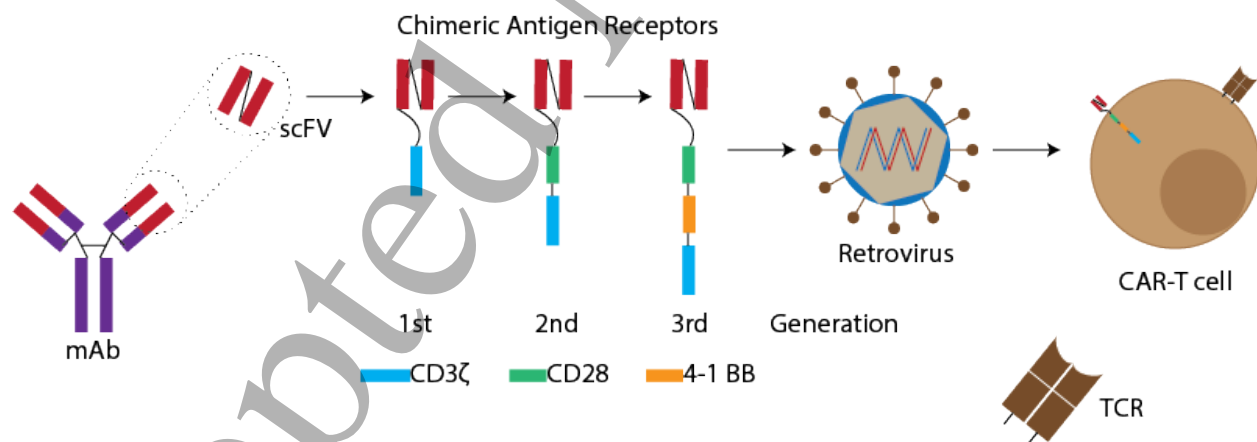 Chimeric Antigen Receptors
scFV
Retrovirus
CAR-T cell
mAb
1st 2nd 3rd Generation
CD3ζ CD28 4-1 BB
TCR